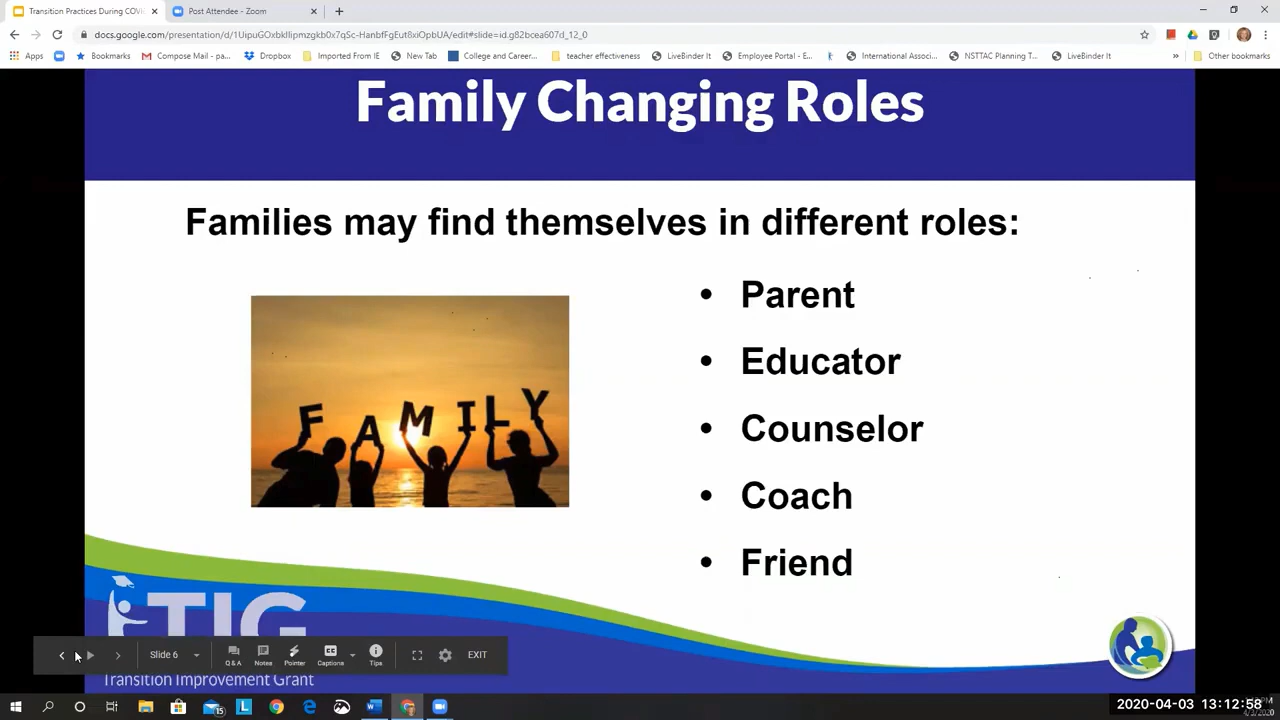 Transition Practices During COVI
Post Attendee - Zoom
docs.google.com/presentation/d/1UipuGOxbkdlipmzgkb0x7qSc-HanbfFgEut8xiOpbUA/edit#slide=id.g82bcea607d_12_0
Apps
Bookmarks
Compose Mail - pa...
Dropbox
Imported From IE
New Tab
College and Career...
teacher effectiveness
LiveBinder It
Employee Portal - E...
International Associ...
NSTTAC Planning T...
LiveBinder It
»
Other bookmarks
Family Changing Roles
Families may find themselves in different roles:
FAMILY
• Parent
• Educator
• Counselor
• Coach
• Friend
TIG
Slide 6
Q & A
Notes
Pointer
Captions
Tips
EXIT
Transition Improvement Grant
15
2020-04-03 13:12:58